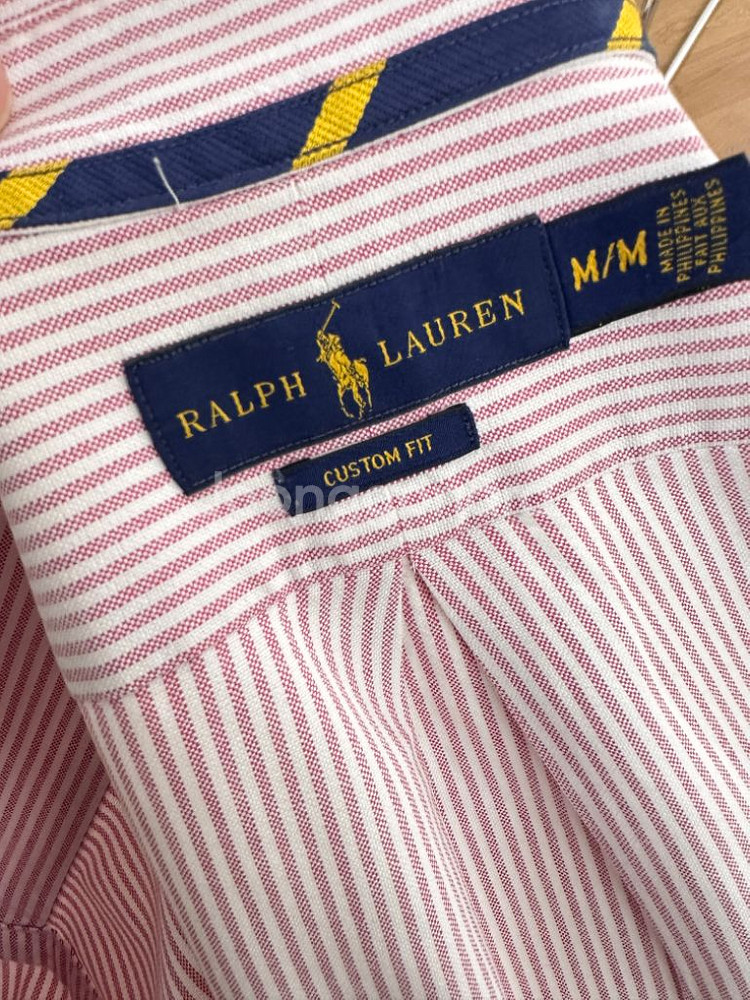 RALPH LAUREN
M/M
MADE IN
PHILIPPINES
FAIT AUX
PHILIPPINES
CUSTOM FIT